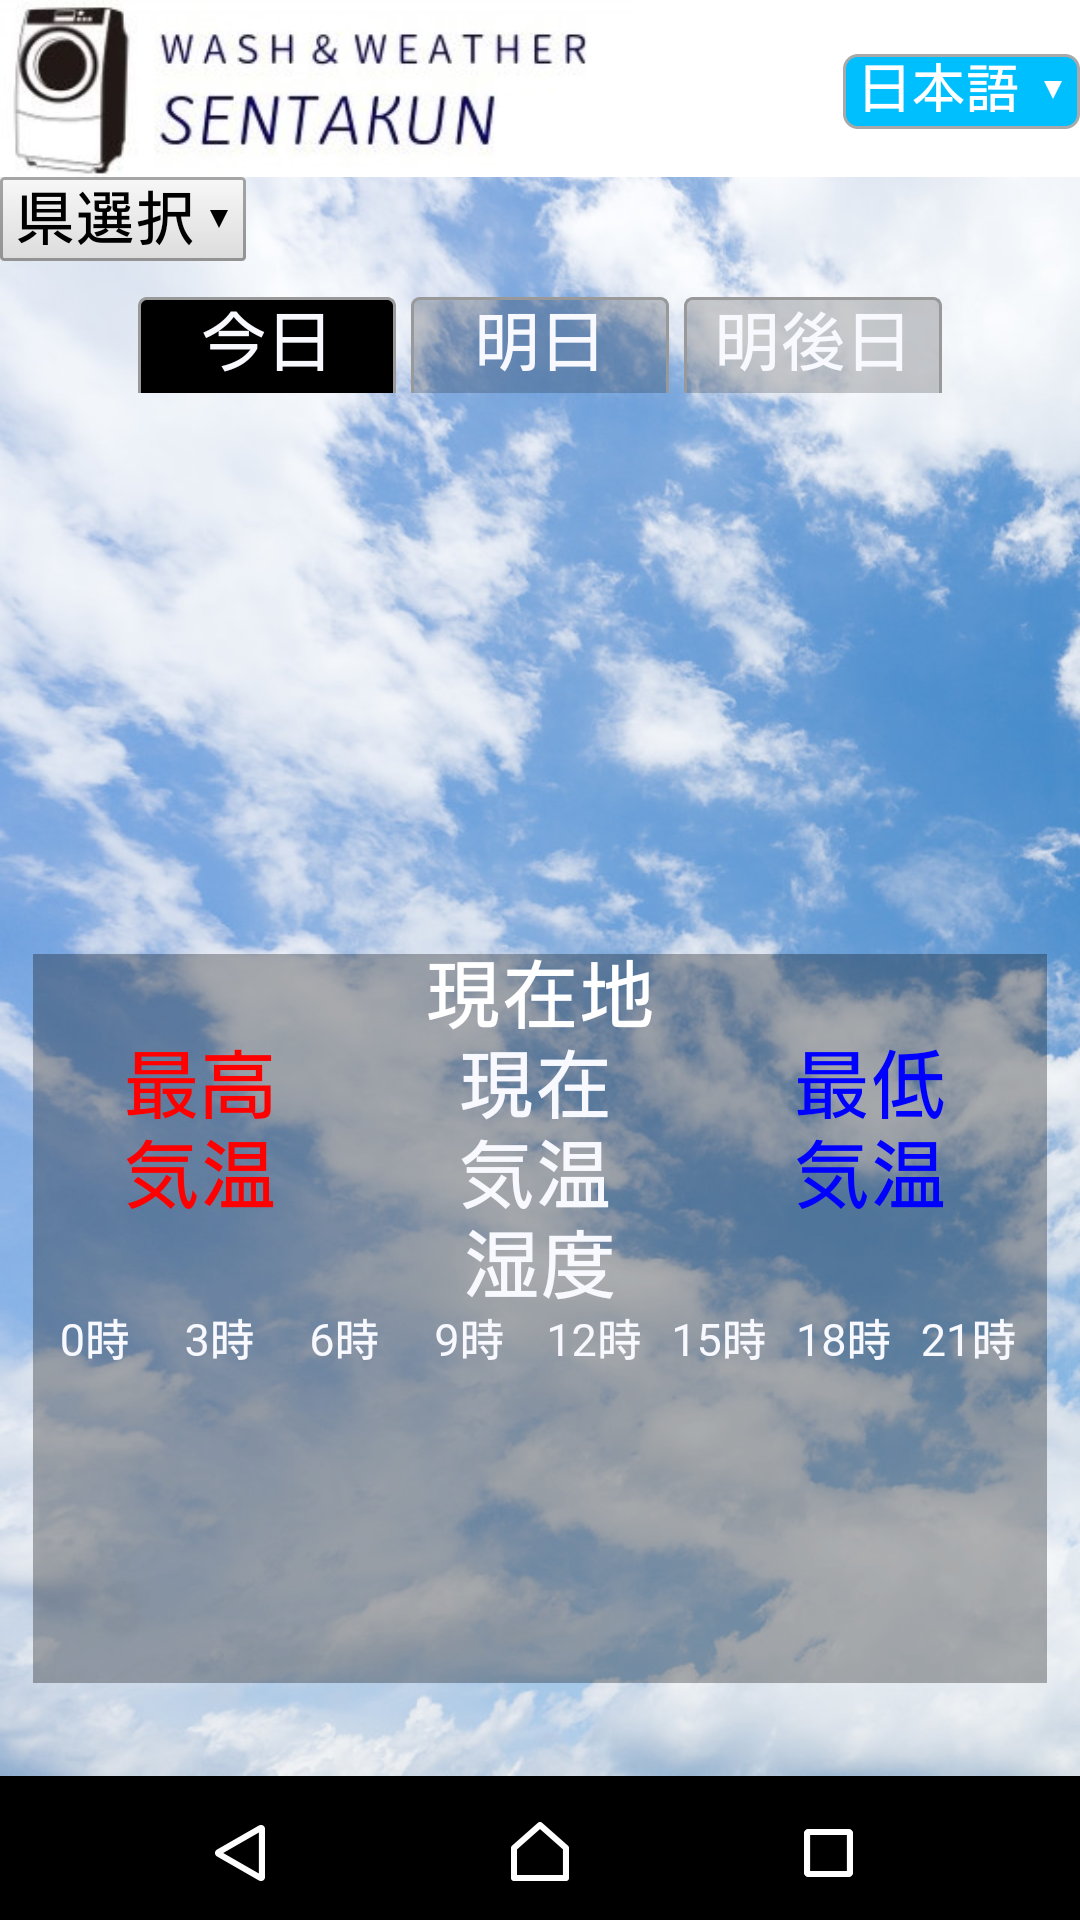 WASH & WEATHER
SENTAKUN
日本語 ▼
県選択 ▼
今日 明日 明後日
現在地
最高 現在 最低
気温 気温 気温
湿度
0時 3時 6時 9時 12時 15時 18時 21時